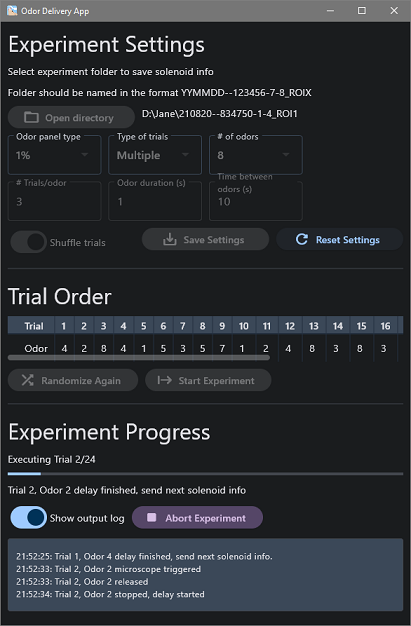 Odor Delivery App
Experiment Settings
Select experiment folder to save solenoid info
Folder should be named in the format YYMMDD--123456-7-8_ROIX
Open directory D:\Jane\210820--834750-1-4_ROI1
Odor panel type Type of trials # of odors
1% Multiple 8
# Trials/odor Odor duration (s) Time between odors (s)
3 1 10
Shuffle trials Save Settings Reset Settings
Trial Order
Trial 1 2 3 4 5 6 7 8 9 10 11 12 13 14 15 16
Odor 4 2 8 4 1 5 3 5 7 1 2 4 8 3 8 3
Randomize Again Start Experiment
Experiment Progress
Executing Trial 2/24
Trial 2, Odor 2 delay finished, send next solenoid info
Show output log Abort Experiment
21:52:25: Trial 1, Odor 4 delay finished, send next solenoid info.
21:52:33: Trial 2, Odor 2 microscope triggered
21:52:33: Trial 2, Odor 2 released
21:52:34: Trial 2, Odor 2 stopped, delay started